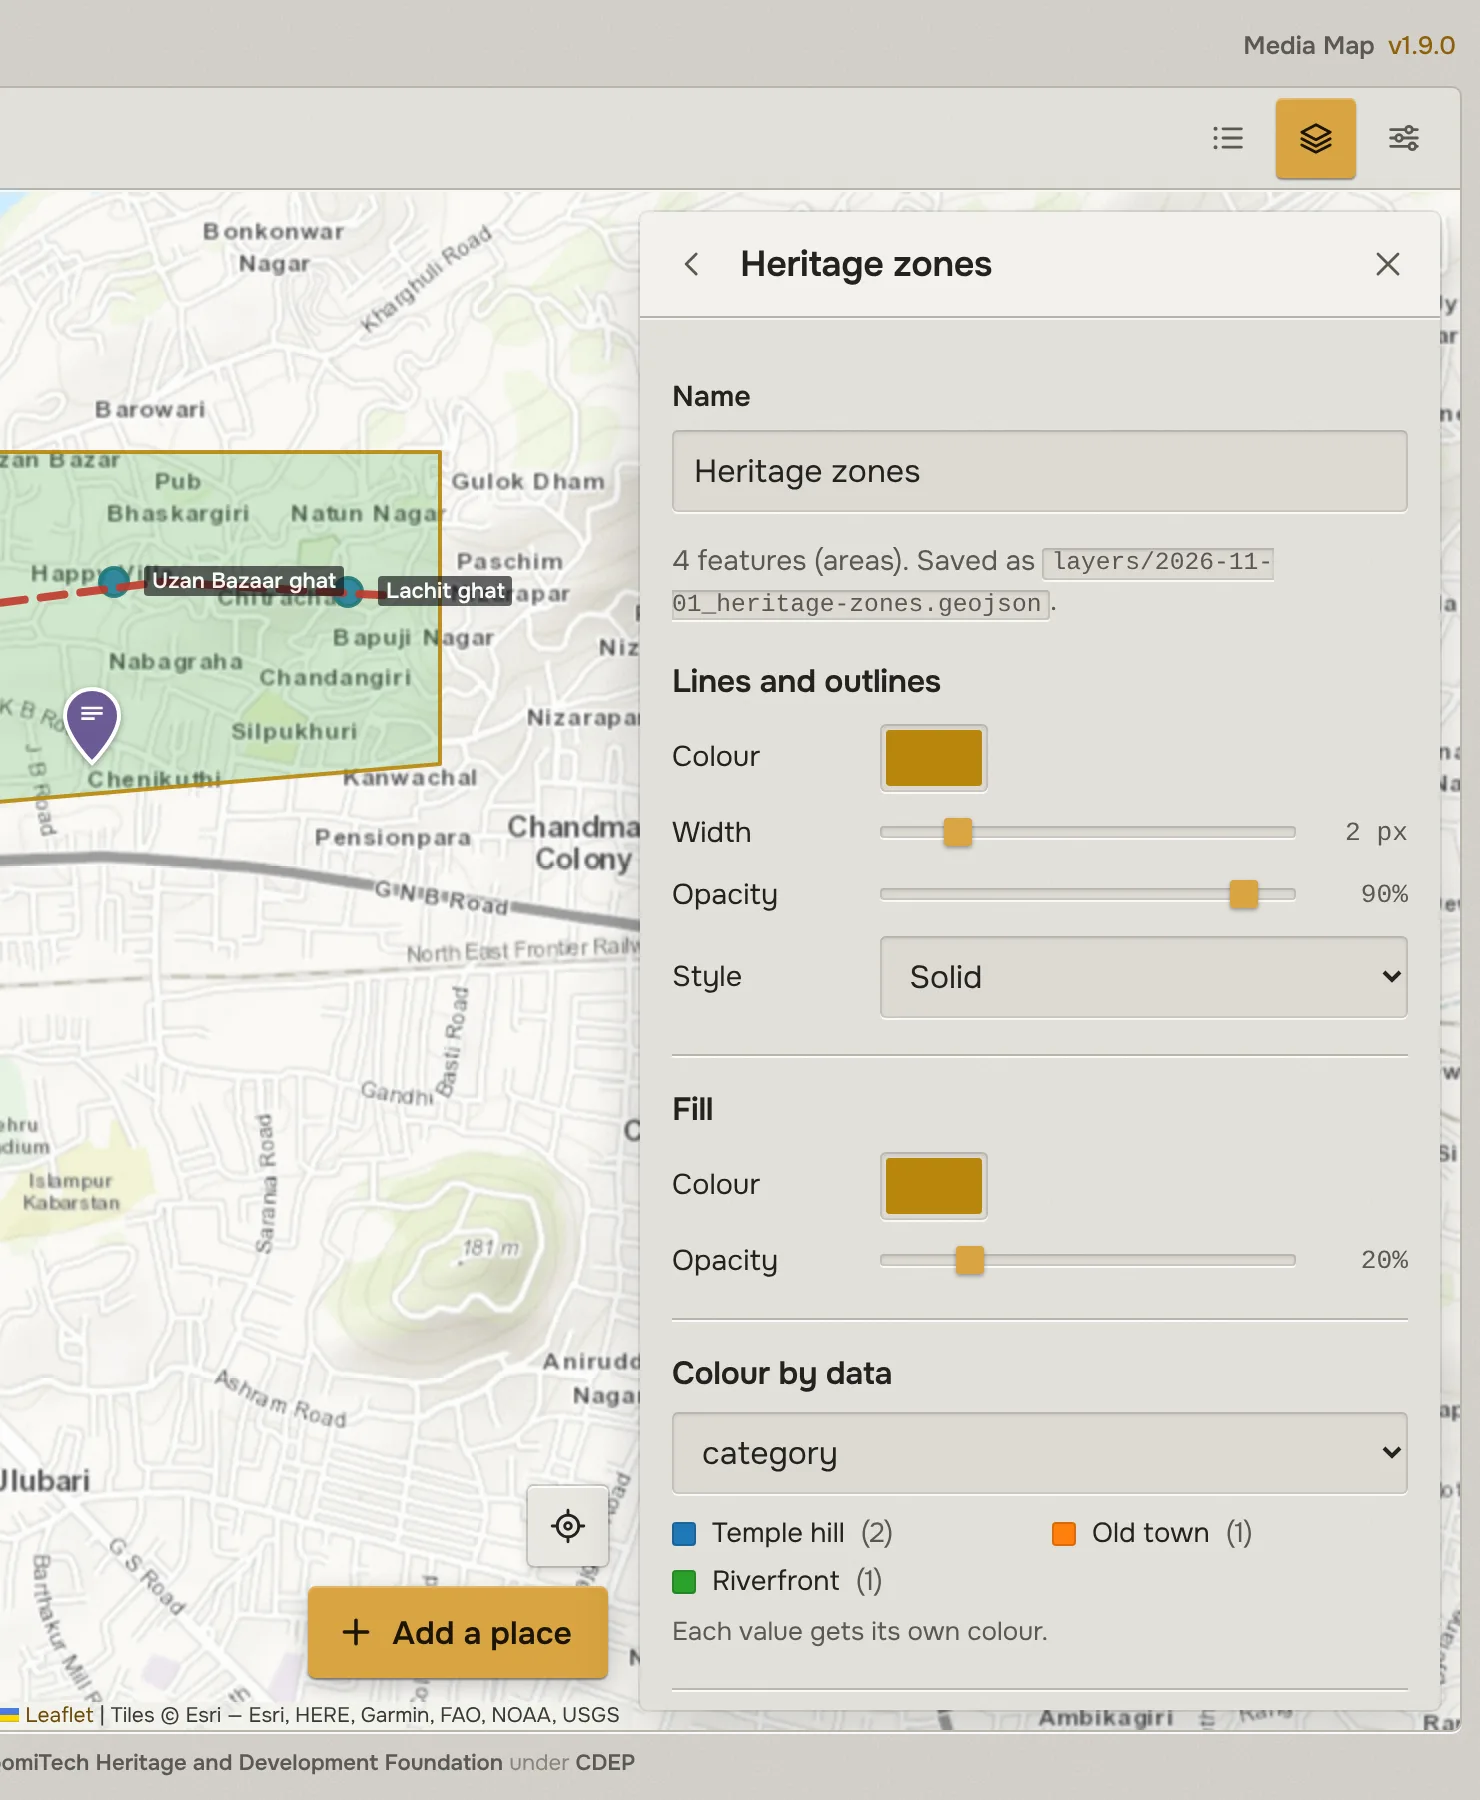 Media Map v1.9.0
Heritage zones
Name
Heritage zones
4 features (areas). Saved as layers/2026-11-
01_heritage-zones.geojson.
Lines and outlines
Colour
Width 2 px
Opacity 90%
Style Solid
Fill
Colour
Opacity 20%
Colour by data
category
Temple hill (2) Old town (1)
Riverfront (1)
Each value gets its own colour.
Bonkonwar
Nagar
Kharghuli Road
Barowari
Pub
Bhaskargiri
Natun Nagar
Gulok Dham
Paschim
Uzan Bazaar ghat
Lachit ghat
Bapuji Nagar
Nabagraha
Chandangiri
Silpukhuri
J B Road
Chenikuthi
Kanwachal
Pensionpara
Colony
G N B Road
North East Frontier
Basti Road
Gandhi
Sarania Road
Islampur
Kabarstan
181 m
Ashram Road
G S Road
Ambikagiri
Add a place
Leaflet | Tiles © Esri — Esri, HERE, Garmin, FAO, NOAA, USGS
Heritage and Development Foundation under CDEP